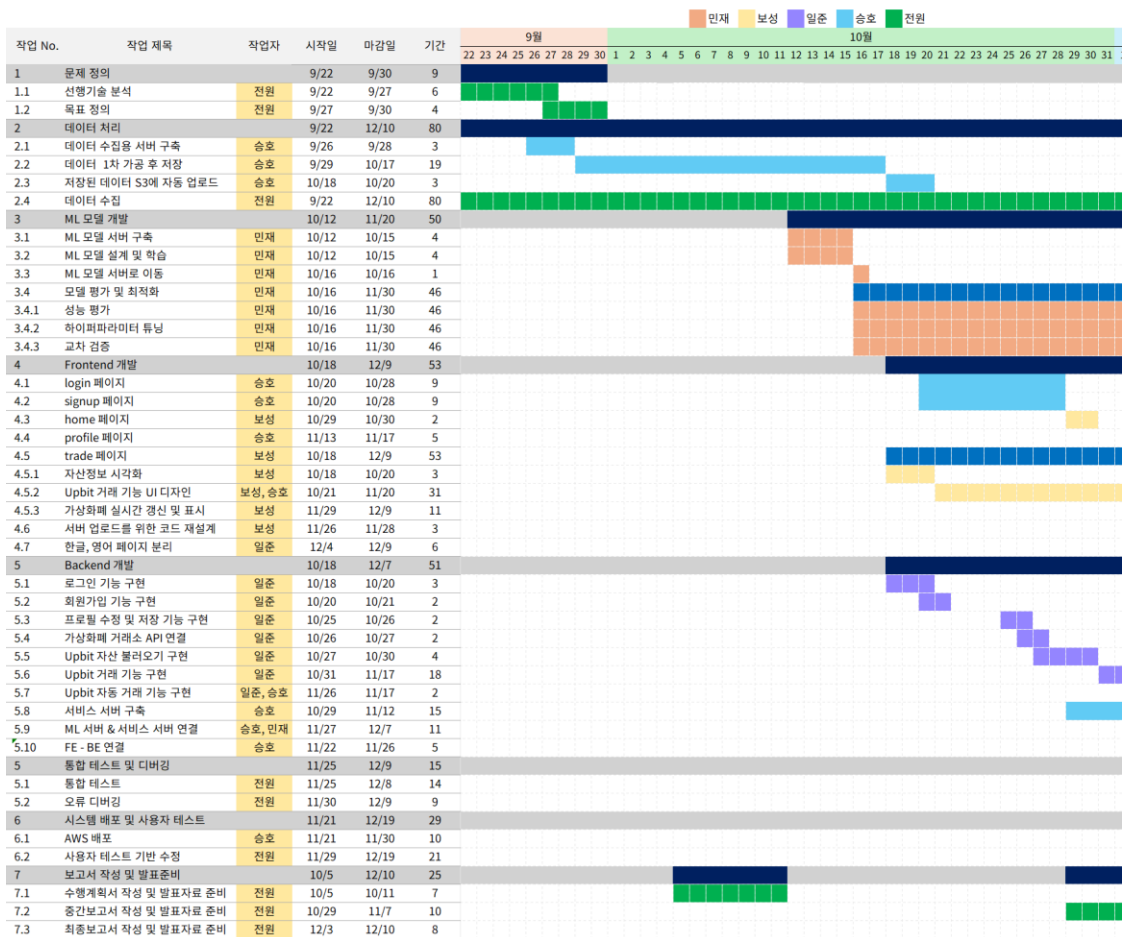 민재 보성 일준 승호 전원
작업 No. 작업 제목 작업자 시작일 마감일 기간 9월 10월
22 23 24 25 26 27 28 29 30 1 2 3 4 5 6 7 8 9 10 11 12 13 14 15 16 17 18 19 20 21 22 23 24 25 26 27 28 29 30 31
1 문제 정의 9/22 9/30 9
1.1 선행기술 분석 전원 9/22 9/27 6
1.2 목표 정의 전원 9/27 9/30 4
2 데이터 처리 9/22 12/10 80
2.1 데이터 수집용 서버 구축 승호 9/26 9/28 3
2.2 데이터 1차 가공 후 저장 승호 9/29 10/17 19
2.3 저장된 데이터 S3에 자동 업로드 승호 10/18 10/20 3
2.4 데이터 수집 전원 9/22 12/10 80
3 ML 모델 개발 10/12 11/20 50
3.1 ML 모델 서버 구축 민재 10/12 10/15 4
3.2 ML 모델 설계 및 학습 민재 10/12 10/15 4
3.3 ML 모델 서버로 이동 민재 10/16 10/16 1
3.4 모델 평가 및 최적화 민재 10/16 11/30 46
3.4.1 성능 평가 민재 10/16 11/30 46
3.4.2 하이퍼파라미터 튜닝 민재 10/16 11/30 46
3.4.3 교차 검증 민재 10/16 11/30 46
4 Frontend 개발 10/18 12/9 53
4.1 login 페이지 승호 10/20 10/28 9
4.2 signup 페이지 승호 10/20 10/28 9
4.3 home 페이지 보성 10/29 10/30 2
4.4 profile 페이지 승호 11/13 11/17 5
4.5 trade 페이지 보성 10/18 12/9 53
4.5.1 자산정보 시각화 보성 10/18 10/20 3
4.5.2 Upbit 거래 기능 UI 디자인 보성, 승호 10/21 11/20 31
4.5.3 가상화폐 실시간 갱신 및 표시 보성 11/29 12/9 11
4.6 서버 업로드를 위한 코드 재설계 보성 11/26 11/28 3
4.7 한글, 영어 페이지 분리 일준 12/4 12/9 6
5 Backend 개발 10/18 12/7 51
5.1 로그인 기능 구현 일준 10/18 10/20 3
5.2 회원가입 기능 구현 일준 10/20 10/21 2
5.3 프로필 수정 및 저장 기능 구현 일준 10/25 10/26 2
5.4 가상화폐 거래소 API 연결 일준 10/26 10/27 2
5.5 Upbit 자산 불러오기 구현 일준 10/27 10/30 4
5.6 Upbit 거래 기능 구현 일준 10/31 11/17 18
5.7 Upbit 자동 거래 기능 구현 일준, 승호 11/26 11/17 2
5.8 서비스 서버 구축 승호 10/29 11/12 15
5.9 ML 서버 & 서비스 서버 연결 승호, 민재 11/27 12/7 11
5.10 FE - BE 연결 승호 11/22 11/26 5
5 통합 테스트 및 디버깅 11/25 12/9 15
5.1 통합 테스트 전원 11/25 12/8 14
5.2 오류 디버깅 전원 11/30 12/9 9
6 시스템 배포 및 사용자 테스트 11/21 12/19 29
6.1 AWS 배포 승호 11/21 11/30 10
6.2 사용자 테스트 기반 수정 전원 11/29 12/19 21
7 보고서 작성 및 발표준비 10/5 12/10 25
7.1 수행계획서 작성 및 발표자료 준비 전원 10/5 10/11 7
7.2 중간보고서 작성 및 발표자료 준비 전원 10/29 11/7 10
7.3 최종보고서 작성 및 발표자료 준비 전원 12/3 12/10 8